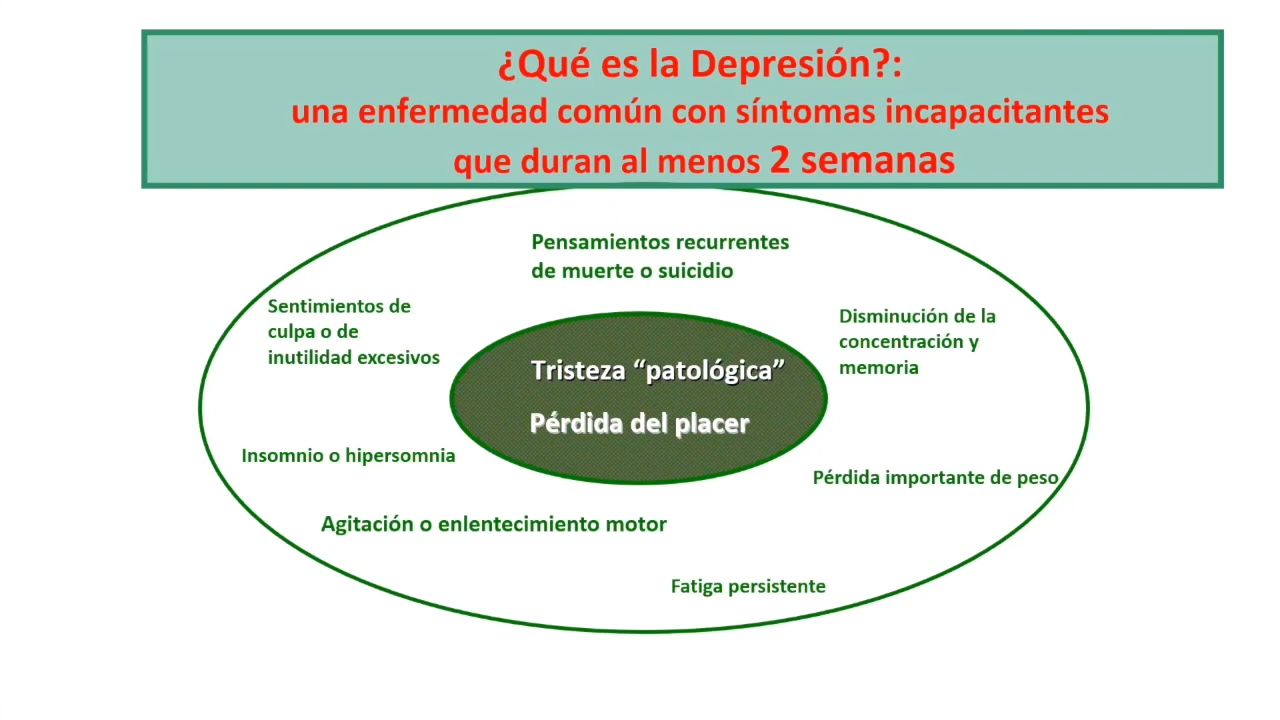 ¿Qué es la Depresión?:
una enfermedad común con síntomas incapacitantes
que duran al menos 2 semanas
Pensamientos recurrentes
de muerte o suicidio
Sentimientos de
culpa o de
inutilidad excesivos
Disminución de la
concentración y
memoria
Tristeza “patológica”
Pérdida del placer
Insomnio o hipersomnia
Pérdida importante de peso
Agitación o enlentecimiento motor
Fatiga persistente